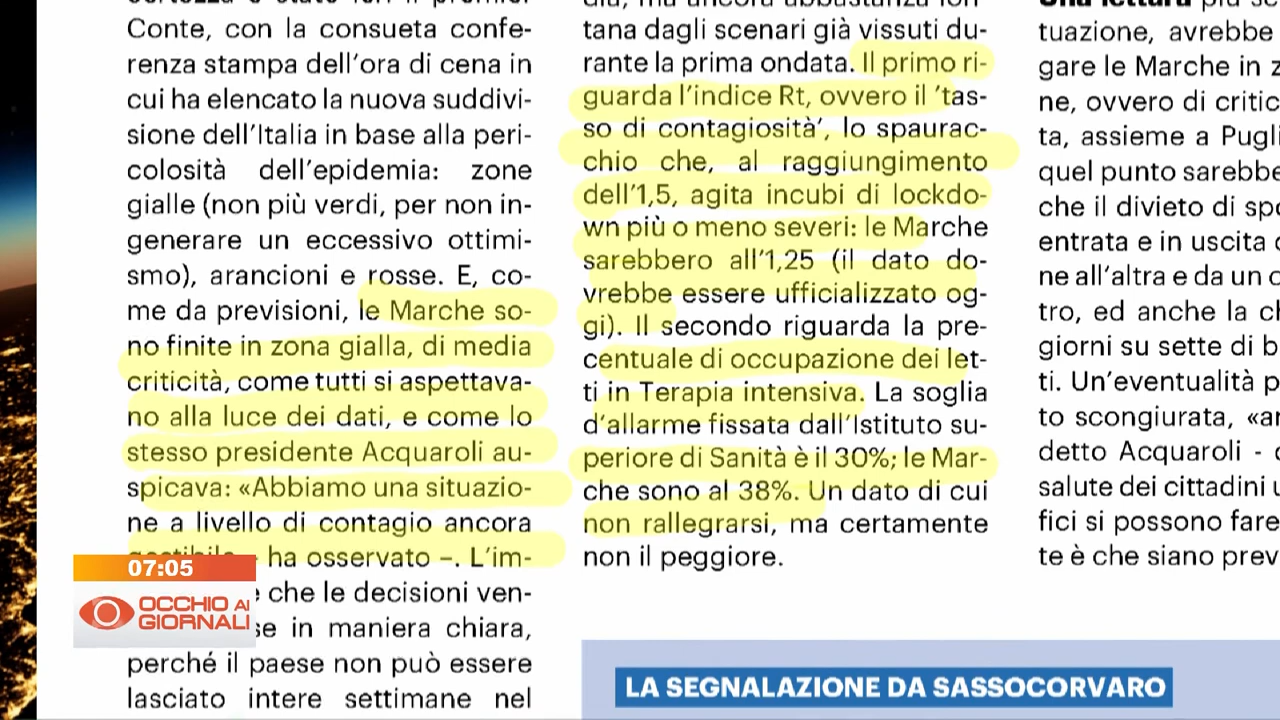 Conte, con la consueta confe-
renza stampa dell'ora di cena in
cui ha elencato la nuova suddivi-
sione dell'Italia in base alla peri-
colosità dell'epidemia: zone
gialle (non più verdi, per non in-
generare un eccessivo ottimi-
smo), arancioni e rosse. E, co-
me da previsioni, le Marche so-
no finite in zona gialla, di media
criticità, come tutti si aspettava-
no alla luce dei dati, e come lo
stesso presidente Acquaroli au-
spicava: «Abbiamo una situazio-
ne a livello di contagio ancora
gestibile – ha osservato –. L'im-
che le decisioni ven-
se in maniera chiara,
perché il paese non può essere
lasciato intere settimane nel
dia, ma ancora abbastanza lon-
tana dagli scenari già vissuti du-
rante la prima ondata. Il primo ri-
guarda l'indice Rt, ovvero il 'tas-
so di contagiosità', lo spaurac-
chio che, al raggiungimento
dell'1,5, agita incubi di lockdo-
wn più o meno severi: le Marche
sarebbero all'1,25 (il dato do-
vrebbe essere ufficializzato og-
gi). Il secondo riguarda la pre-
centuale di occupazione dei let-
ti in Terapia intensiva. La soglia
d'allarme fissata dall'Istituto su-
periore di Sanità è il 30%; le Mar-
che sono al 38%. Un dato di cui
non rallegrarsi, ma certamente
non il peggiore.
Una lettura più
tuazione, avrebbe
gare le Marche in z
ne, ovvero di critic
ta, assieme a Pugli
quel punto sarebbe
che il divieto di spo
entrata e in uscita
ne all'altra e da un c
tro, ed anche la ch
giorni su sette di b
ti. Un'eventualità p
to scongiurata, «ar
detto Acquaroli -
salute dei cittadini
fici si possono fare
te è che siano prev
LA SEGNALAZIONE DA SASSOCORVARO
07:05
OCCHIO AI
GIORNALI